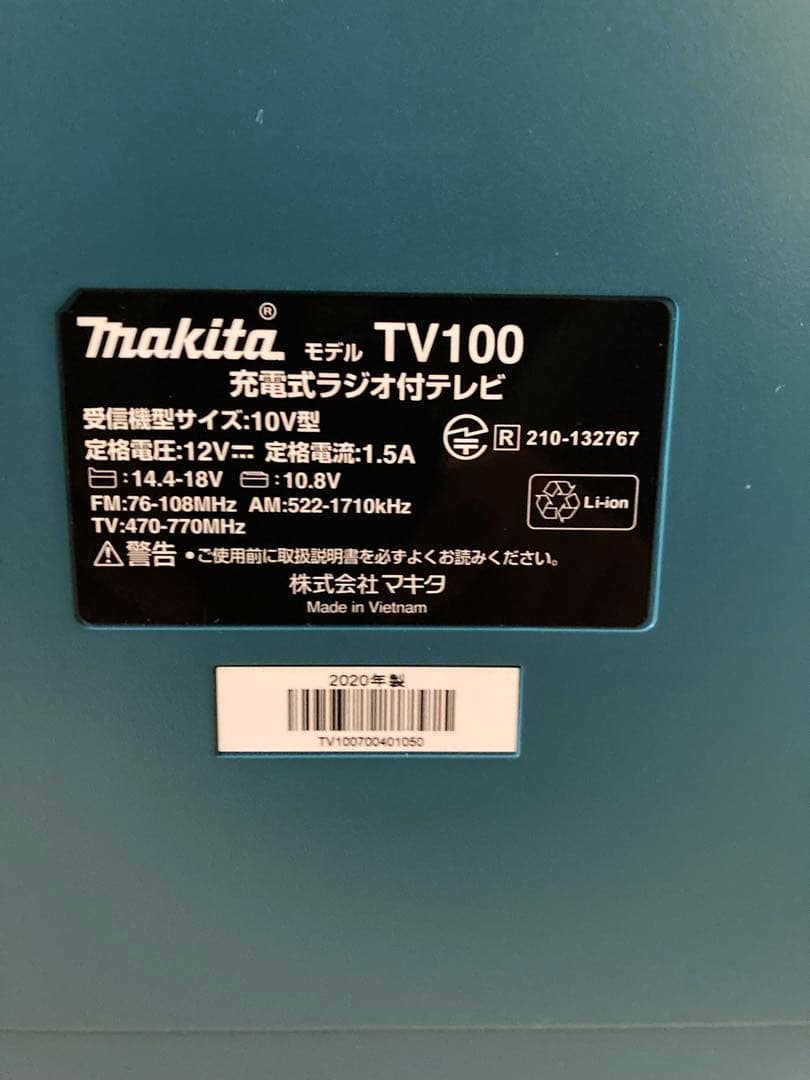 makita® モデル TV100
充電式ラジオ付テレビ
受信機型サイズ:10V型
定格電圧:12V⎓ 定格電流:1.5A
R 210-132767
:14.4-18V :10.8V
FM:76-108MHz AM:522-1710kHz
TV:470-770MHz
Li-ion
⚠警告 •ご使用前に取扱説明書を必ずよくお読みください。
株式会社マキタ
Made in Vietnam
2020年製
TV100700401050